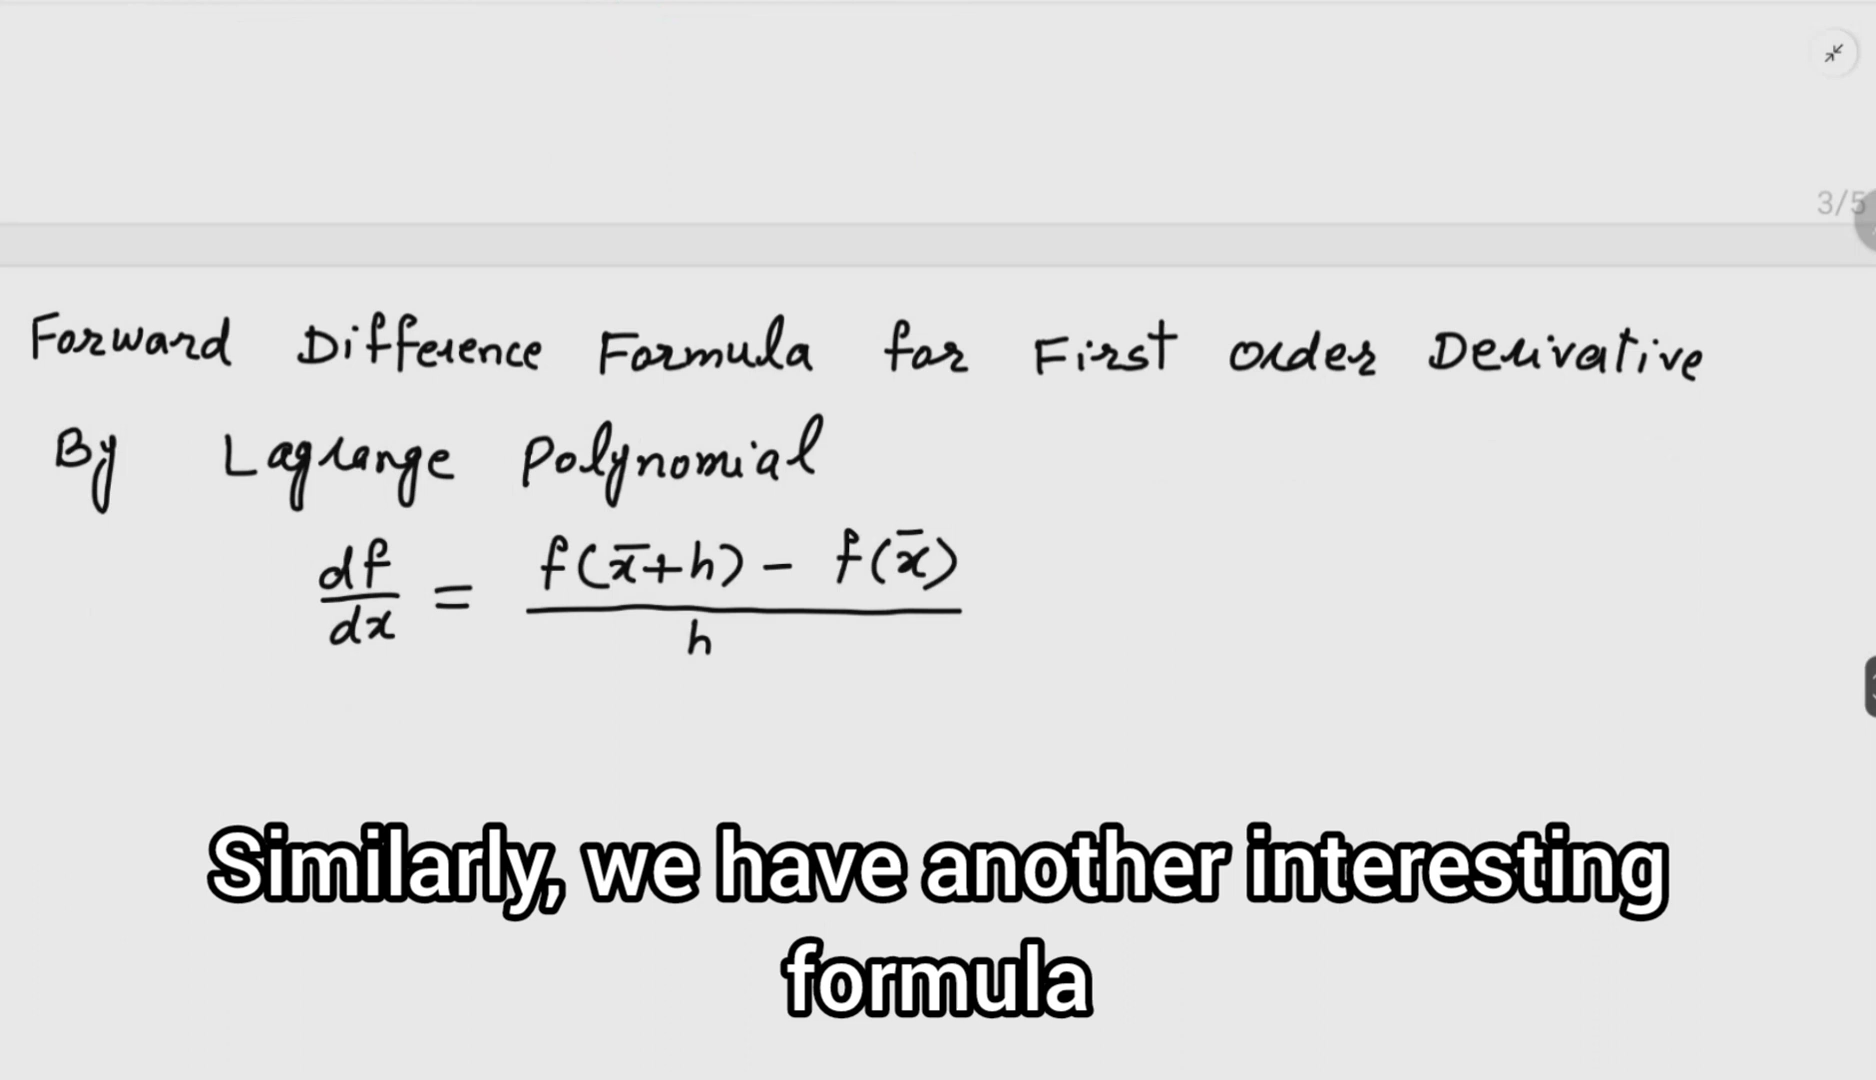 3/5
Forward Difference Formula for First order Derivative
By Lagrange Polynomial
df/dx = f(x̄+h) - f(x̄) / h
Similarly, we have another interesting
formula